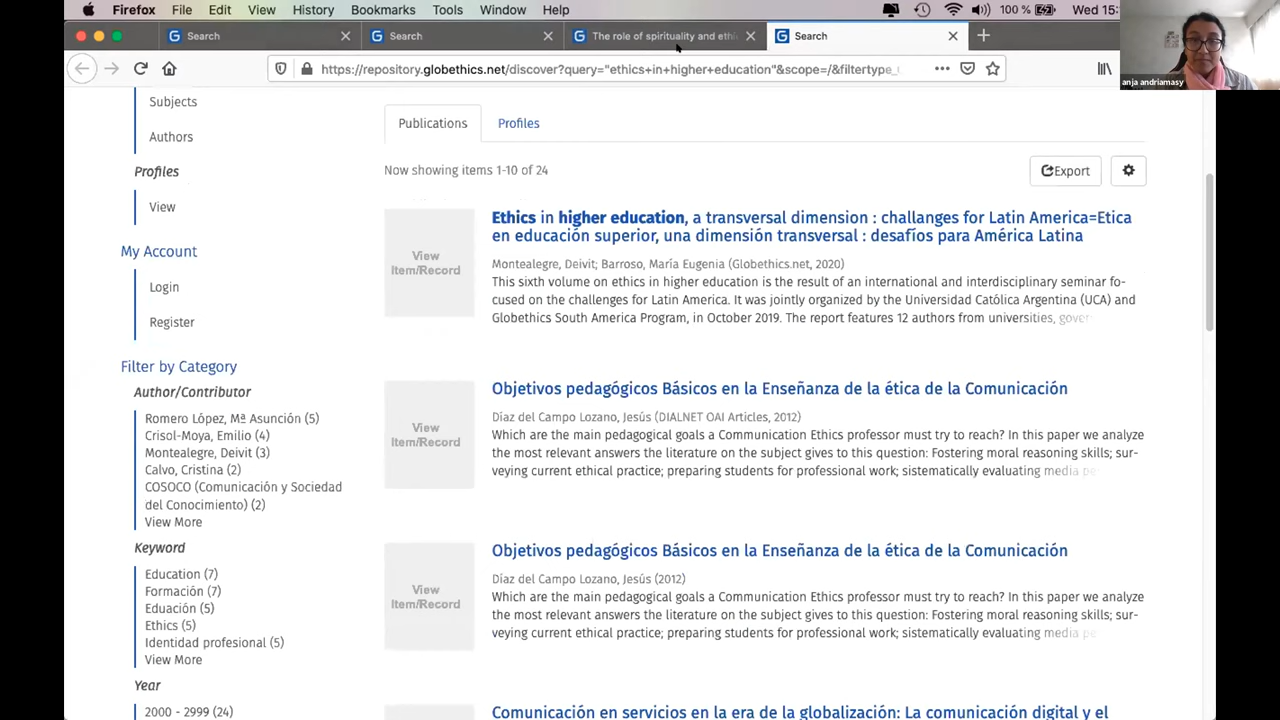 Firefox File Edit View History Bookmarks Tools Window Help 100 % Wed 15:
Search Search The role of spirituality and ethi Search
https://repository.globethics.net/discover?query="ethics+in+higher+education"&scope=/&filtertype_
anja andriamasy
Subjects
Authors
Profiles
View
My Account
Login
Register
Filter by Category
Author/Contributor
Romero López, Mª Asunción (5)
Crisol-Moya, Emilio (4)
Montealegre, Deivit (3)
Calvo, Cristina (2)
COSOCO (Comunicación y Sociedad
del Conocimiento) (2)
View More
Keyword
Education (7)
Formación (7)
Eduación (5)
Ethics (5)
Identidad profesional (5)
View More
Year
2000 - 2999 (24)
Publications Profiles
Now showing items 1-10 of 24
Export
View
Item/Record
Ethics in higher education, a transversal dimension : challanges for Latin America=Etica
en educación superior, una dimensión transversal : desafíos para América Latina
Montealegre, Deivit; Barroso, María Eugenia (Globethics.net, 2020)
This sixth volume on ethics in higher education is the result of an international and interdisciplinary seminar fo-
cused on the challenges for Latin America. It was jointly organized by the Universidad Católica Argentina (UCA) and
Globethics South America Program, in October 2019. The report features 12 authors from universities, gover
View
Item/Record
Objetivos pedagógicos Básicos en la Enseñanza de la ética de la Comunicación
Díaz del Campo Lozano, Jesús (DIALNET OAI Articles, 2012)
Which are the main pedagogical goals a Communication Ethics professor must try to reach? In this paper we analyze
the most relevant answers the literature on the subject gives to this question: Fostering moral reasoning skills; sur-
veying current ethical practice; preparing students for professional work; sistematically evaluating media pe
View
Item/Record
Objetivos pedagógicos Básicos en la Enseñanza de la ética de la Comunicación
Díaz del Campo Lozano, Jesús (2012)
Which are the main pedagogical goals a Communication Ethics professor must try to reach? In this paper we analyze
the most relevant answers the literature on the subject gives to this question: Fostering moral reasoning skills; sur-
veying current ethical practice; preparing students for professional work; sistematically evaluating media pe
Comunicación en servicios en la era de la globalización: La comunicación digital y el